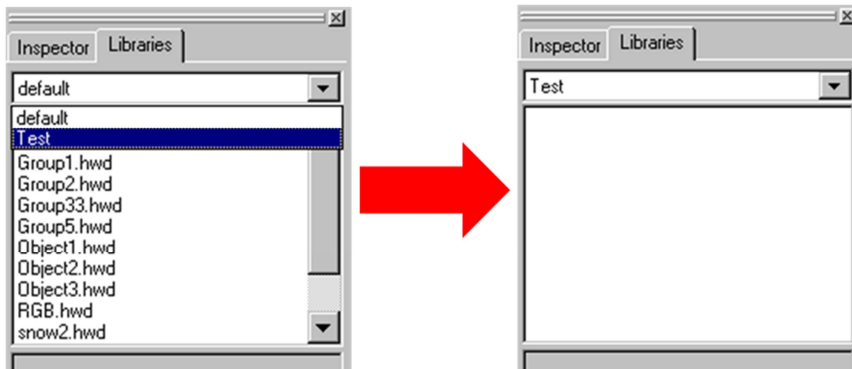 Inspector Libraries
default
default
Test
Group1.hwd
Group2.hwd
Group33.hwd
Group5.hwd
Object1.hwd
Object2.hwd
Object3.hwd
RGB.hwd
snow2.hwd
Inspector Libraries
Test